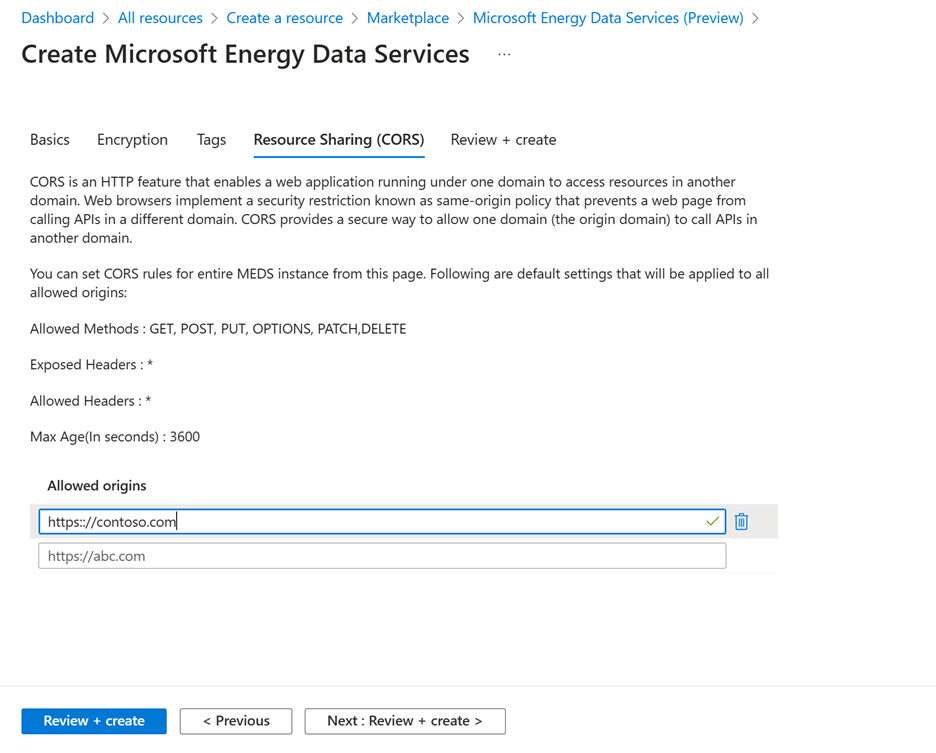 Dashboard > All resources > Create a resource > Marketplace > Microsoft Energy Data Services (Preview) >
Create Microsoft Energy Data Services ...
Basics Encryption Tags Resource Sharing (CORS) Review + create
CORS is an HTTP feature that enables a web application running under one domain to access resources in another
domain. Web browsers implement a security restriction known as same-origin policy that prevents a web page from
calling APIs in a different domain. CORS provides a secure way to allow one domain (the origin domain) to call APIs in
another domain.
You can set CORS rules for entire MEDS instance from this page. Following are default settings that will be applied to all
allowed origins:
Allowed Methods : GET, POST, PUT, OPTIONS, PATCH,DELETE
Exposed Headers : *
Allowed Headers : *
Max Age(In seconds) : 3600
Allowed origins
https:://contoso.com
https://abc.com
Review + create < Previous Next : Review + create >